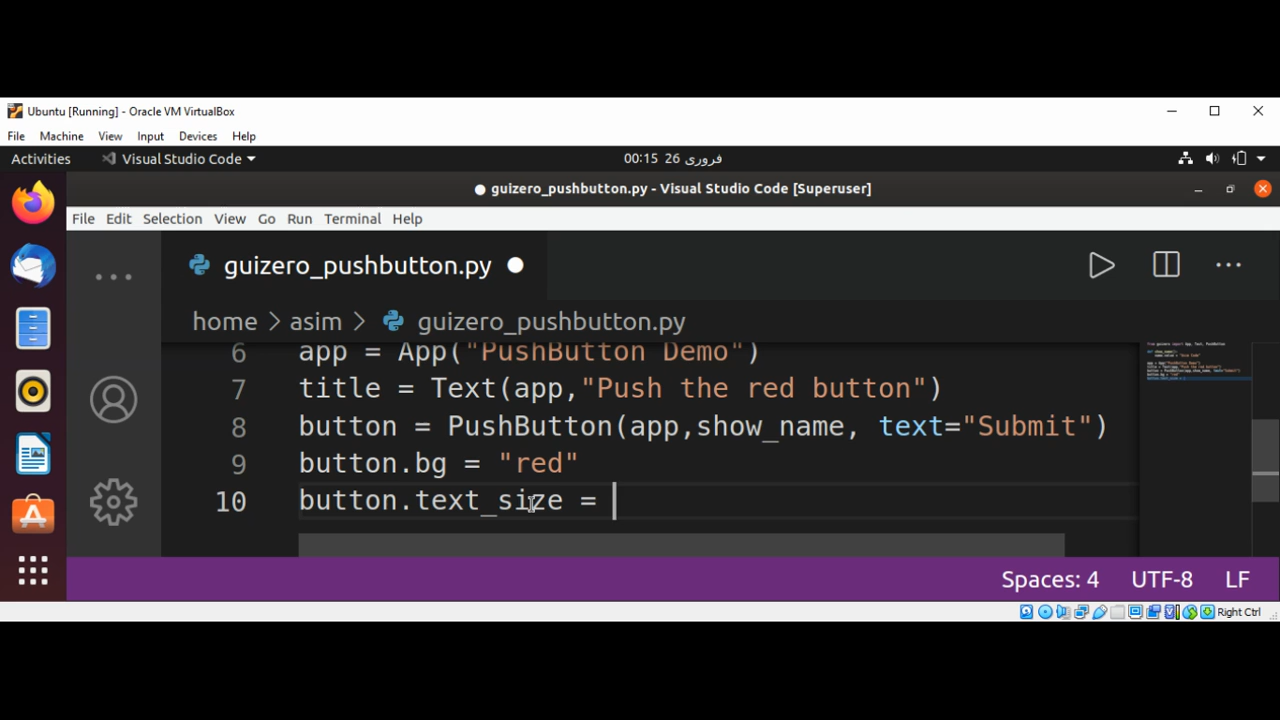 Ubuntu [Running] - Oracle VM VirtualBox
File Machine View Input Devices Help
Activities Visual Studio Code 00:15 26 فروری
guizero_pushbutton.py - Visual Studio Code [Superuser]
File Edit Selection View Go Run Terminal Help
guizero_pushbutton.py
home > asim > guizero_pushbutton.py
6 app = App("PushButton Demo")
7 title = Text(app,"Push the red button")
8 button = PushButton(app,show_name, text="Submit")
9 button.bg = "red"
10 button.text_size =
Spaces: 4 UTF-8 LF
Right Ctrl